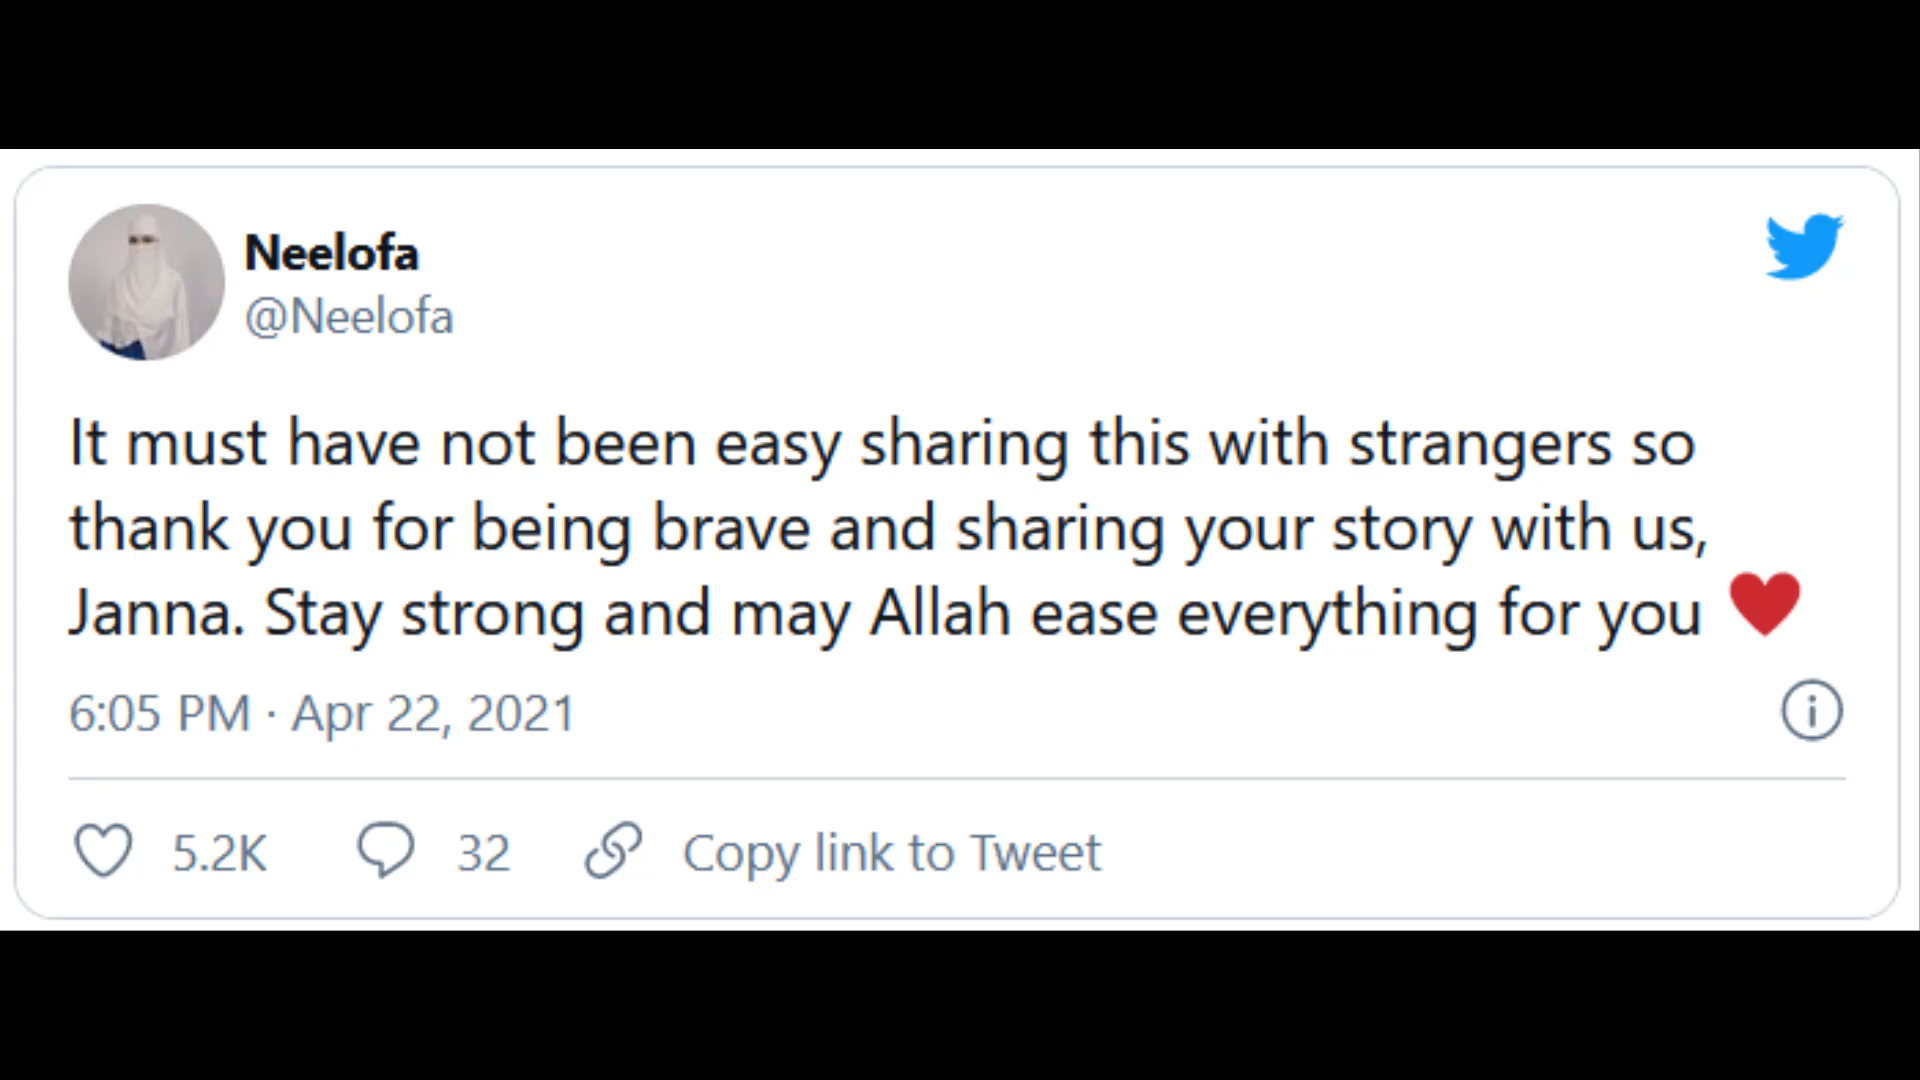 Neelofa
@Neelofa
It must have not been easy sharing this with strangers so
thank you for being brave and sharing your story with us,
Janna. Stay strong and may Allah ease everything for you ❤
6:05 PM · Apr 22, 2021
5.2K 32 Copy link to Tweet